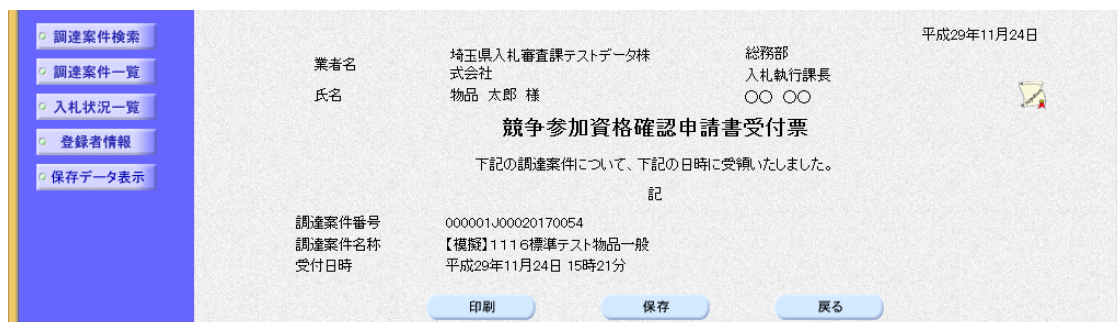 調達案件検索
調達案件一覧
入札状況一覧
登録者情報
保存データ表示
平成29年11月24日
業者名
埼玉県入札審査課テストデータ株
式会社
総務部
入札執行課長
氏名
物品 太郎 様
○○ ○○
競争参加資格確認申請書受付票
下記の調達案件について、下記の日時に受領いたしました。
記
調達案件番号 000001J00020170054
調達案件名称 【模擬】1116標準テスト物品一般
受付日時 平成29年11月24日 15時21分
印刷 保存 戻る